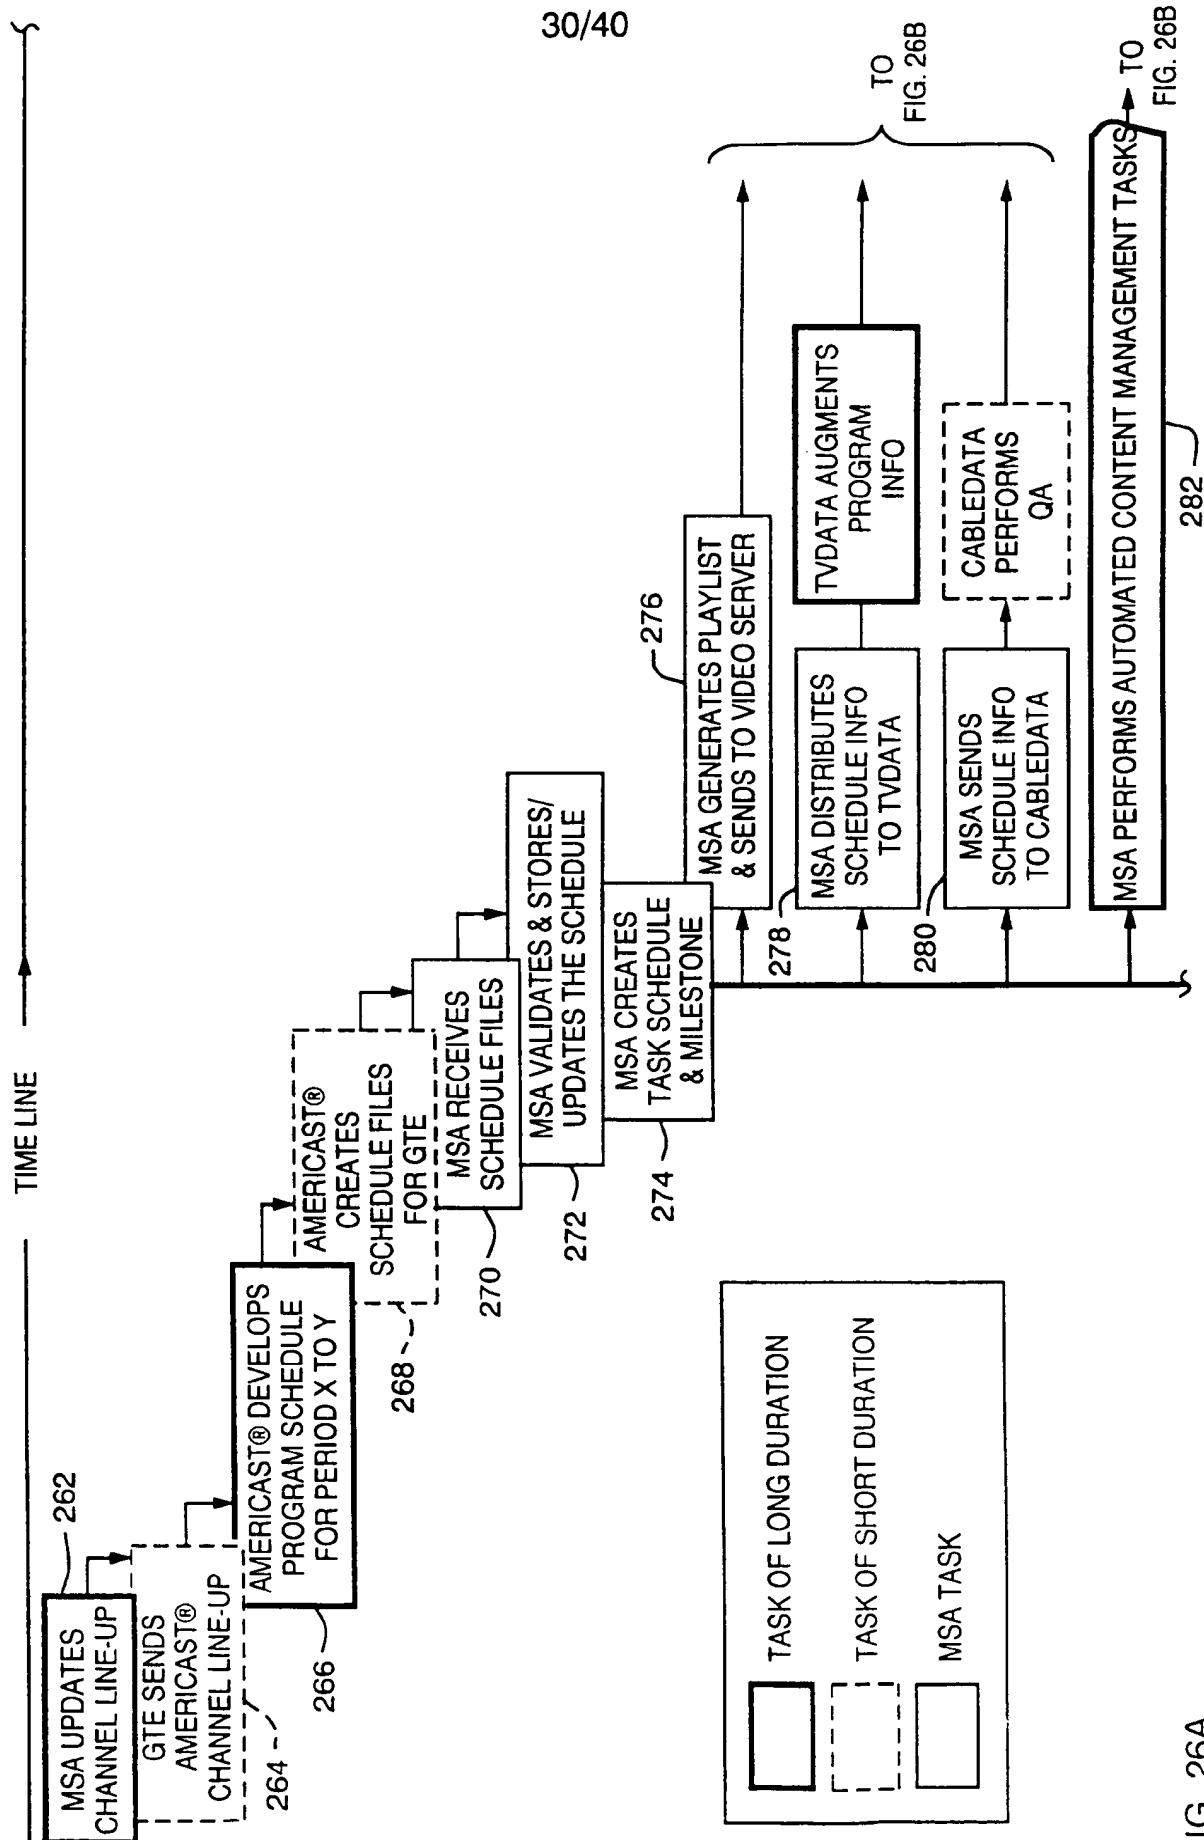 30/40
TIME LINE
262
MSA UPDATES
CHANNEL LINE-UP
GTE SENDS
AMERICAST®
CHANNEL LINE-UP
264
AMERICAST® DEVELOPS
PROGRAM SCHEDULE
FOR PERIOD X TO Y
266
AMERICAST®
CREATES
SCHEDULE FILES
FOR GTE
268
MSA RECEIVES
SCHEDULE FILES
270
MSA VALIDATES & STORES/
UPDATES THE SCHEDULE
272
MSA CREATES
TASK SCHEDULE
& MILESTONE
274
276
MSA GENERATES PLAYLIST
& SENDS TO VIDEO SERVER
278
MSA DISTRIBUTES
SCHEDULE INFO
TO TVDATA
TVDATA AUGMENTS
PROGRAM
INFO
280
MSA SENDS
SCHEDULE INFO
TO CABLEDATA
CABLEDATA
PERFORMS
QA
TO
FIG. 26B
MSA PERFORMS AUTOMATED CONTENT MANAGEMENT TASKS
282
TO
FIG. 26B
TASK OF LONG DURATION
TASK OF SHORT DURATION
MSA TASK
IG. 26A